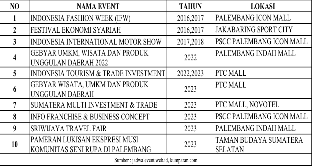 NO NAMA EVENT TAHUN LOKASI
1 INDONESIA FASHION WEEK (IFW) 2016,2017 PALEMBANG ICON MALL
2 FESTIVAL EKONOMI SYARIAH 2016,2017 JAKABARING SPORT CITY
3 INDONESIA INTERNATIONAL MOTOR SHOW 2017,2018 PSCC PALEMBANG ICON MALL
4 GEBYAR UMKM, WISATA DAN PRODUK UNGGULAN DAERAH 2022 2022 PALEMBANG INDAH MALL
5 INDONESIA TOURISM & TRADE INVESTMENT 2022,2023 PTC MALL
6 GEBYAR WISATA, UMKM DAN PRODUK UNGGULAN DAERAH 2023 PTC MALL
7 SUMATERA MULTI INVESTMENT & TRADE 2023 PTC MALL, NOVOTEL
8 INFO FRANCHISE & BUSINESS CONCEPT 2023 PSCC PALEMBANG ICON MALL
9 SRIWIJAYA TRAVEL FAIR 2023 PALEMBANG INDAH MALL
10 PAMERAN LUKISAN EKSPRESI MUSI KOMUNITAS SENI RUPA DI PALEMBANG 2023 TAMAN BUDAYA SUMATERA SELATAN